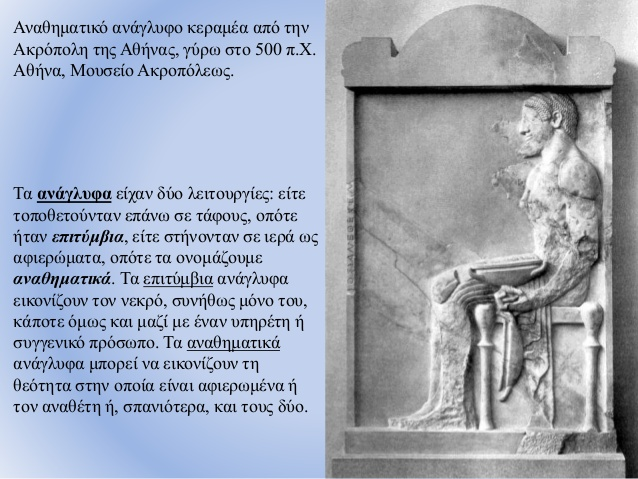 Αναθηματικό ανάγλυφο κεραμέα από την
Ακρόπολη της Αθήνας, γύρω στο 500 π.Χ.
Αθήνα, Μουσείο Ακροπόλεως.
Τα ανάγλυφα είχαν δύο λειτουργίες: είτε
τοποθετούνταν επάνω σε τάφους, οπότε
ήταν επιτύμβια, είτε στήνονταν σε ιερά ως
αφιερώματα, οπότε τα ονομάζουμε
αναθηματικά. Τα επιτύμβια ανάγλυφα
εικονίζουν τον νεκρό, συνήθως μόνο του,
κάποτε όμως και μαζί με έναν υπηρέτη ή
συγγενικό πρόσωπο. Τα αναθηματικά
ανάγλυφα μπορεί να εικονίζουν τη
θεότητα στην οποία είναι αφιερωμένα ή
τον αναθέτη ή, σπανιότερα, και τους δύο.